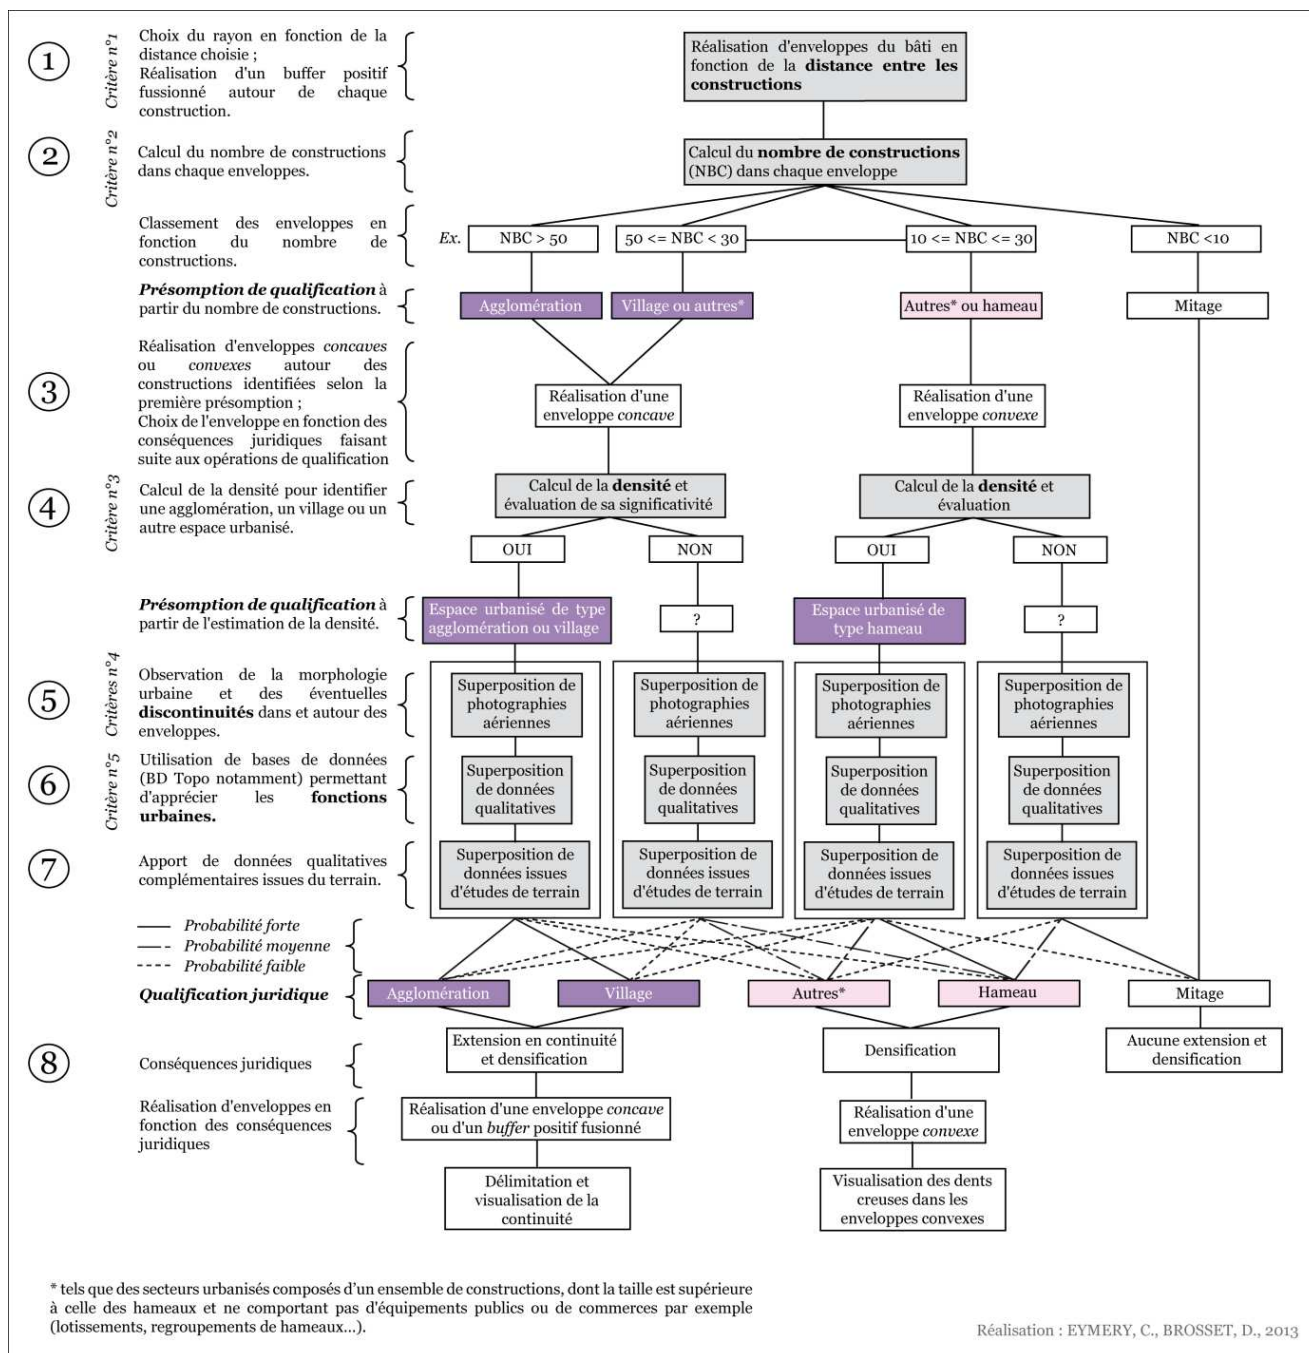 1
Critère n°1
Choix du rayon en fonction de la
distance choisie ;
Réalisation d'un buffer positif
fussionné autour de chaque
construction.
Réalisation d'enveloppes du bâti en
fonction de la distance entre les
constructions
2
Critère n°2
Calcul du nombre de constructions
dans chaque enveloppes.
Calcul du nombre de constructions
(NBC) dans chaque enveloppe
Classement des enveloppes en
fonction du nombre de
constructions.
Ex.
NBC > 50
50 <= NBC < 30
10 <= NBC <= 30
NBC <10
Présomption de qualification à
partir du nombre de constructions.
Agglomération
Village ou autres*
Autres* ou hameau
Mitage
3
Réalisation d'enveloppes concaves
ou convexes autour des
constructions identifiées selon la
première présomption ;
Choix de l'enveloppe en fonction des
conséquences juridiques faisant
suite aux opérations de qualification
Réalisation d'une
enveloppe concave
Réalisation d'une
enveloppe convexe
4
Critère n°3
Calcul de la densité pour identifier
une agglomération, un village ou un
autre espace urbanisé.
Calcul de la densité et
évaluation de sa significativité
Calcul de la densité et
évaluation
OUI
NON
OUI
NON
Présomption de qualification à
partir de l'estimation de la densité.
Espace urbanisé de type
agglomération ou village
?
Espace urbanisé de
type hameau
?
5
Critères n°4
Observation de la morphologie
urbaine et des éventuelles
discontinuités dans et autour des
enveloppes.
Superposition de
photographies
aériennes
Superposition de
photographies
aériennes
Superposition de
photographies
aériennes
Superposition de
photographies
aériennes
6
Critère n°5
Utilisation de bases de données
(BD Topo notamment) permettant
d'apprécier les fonctions
urbaines.
Superposition
de données
qualitatives
Superposition
de données
qualitatives
Superposition
de données
qualitatives
Superposition
de données
qualitatives
7
Apport de données qualitatives
complémentaires issues du terrain.
Superposition de
données issues
d'études de terrain
Superposition de
données issues
d'études de terrain
Superposition de
données issues
d'études de terrain
Superposition de
données issues
d'études de terrain
Probabilité forte
Probabilité moyenne
Probabilité faible
Qualification juridique
Agglomération
Village
Autres*
Hameau
Mitage
8
Conséquences juridiques
Extension en continuité
et densification
Densification
Aucune extension et
densification
Réalisation d'enveloppes en
fonction des conséquences
juridiques
Réalisation d'une enveloppe concave
ou d'un buffer positif fusionné
Réalisation d'une
enveloppe convexe
Délimitation et
visualisation de la
continuité
Visualisation des dents
creuses dans les
enveloppes convexes
* tels que des secteurs urbanisés composés d'un ensemble de constructions, dont la taille est supérieure
à celle des hameaux et ne comportant pas d'équipements publics ou de commerces par exemple
(lotissements, regroupements de hameaux...).
Réalisation : EYMERY, C., BROSSET, D., 2013